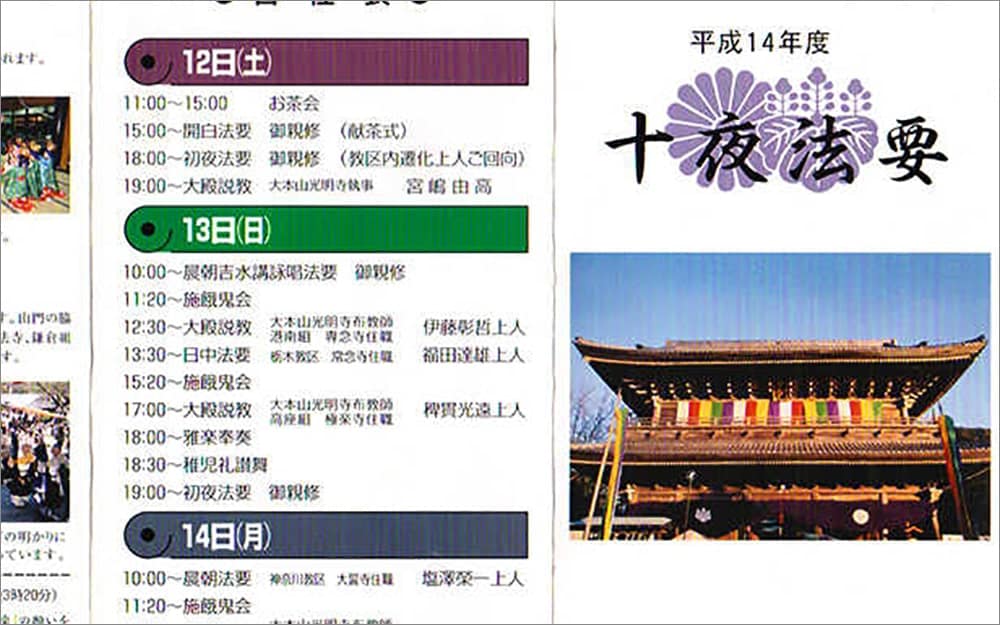 れます。
す。山門の脇
法寺、鎌倉組
す。
の明かりに
っています。
3時20分)
12日(土)
11:00～15:00 お茶会
15:00～開白法要 御親修 (献茶式)
18:00～初夜法要 御親修 (教区内遷化上人ご回向)
19:00～大殿説教 大本山光明寺執事 宮嶋由高
13日(日)
10:00～晨朝吉水講詠唱法要 御親修
11:20～施餓鬼会
12:30～大殿説教 大本山光明寺布教師 港南組 専念寺住職 伊藤彰哲上人
13:30～日中法要 栃木教区 常念寺住職 福田達雄上人
15:20～施餓鬼会
17:00～大殿説教 大本山光明寺布教師 高座組 極楽寺住職 稗貫光遠上人
18:00～雅楽奉奏
18:30～稚児礼讃舞
19:00～初夜法要 御親修
14日(月)
10:00～晨朝法要 神奈川教区 大誓寺住職 塩澤榮一上人
11:20～施餓鬼会
平成14年度
十夜法要